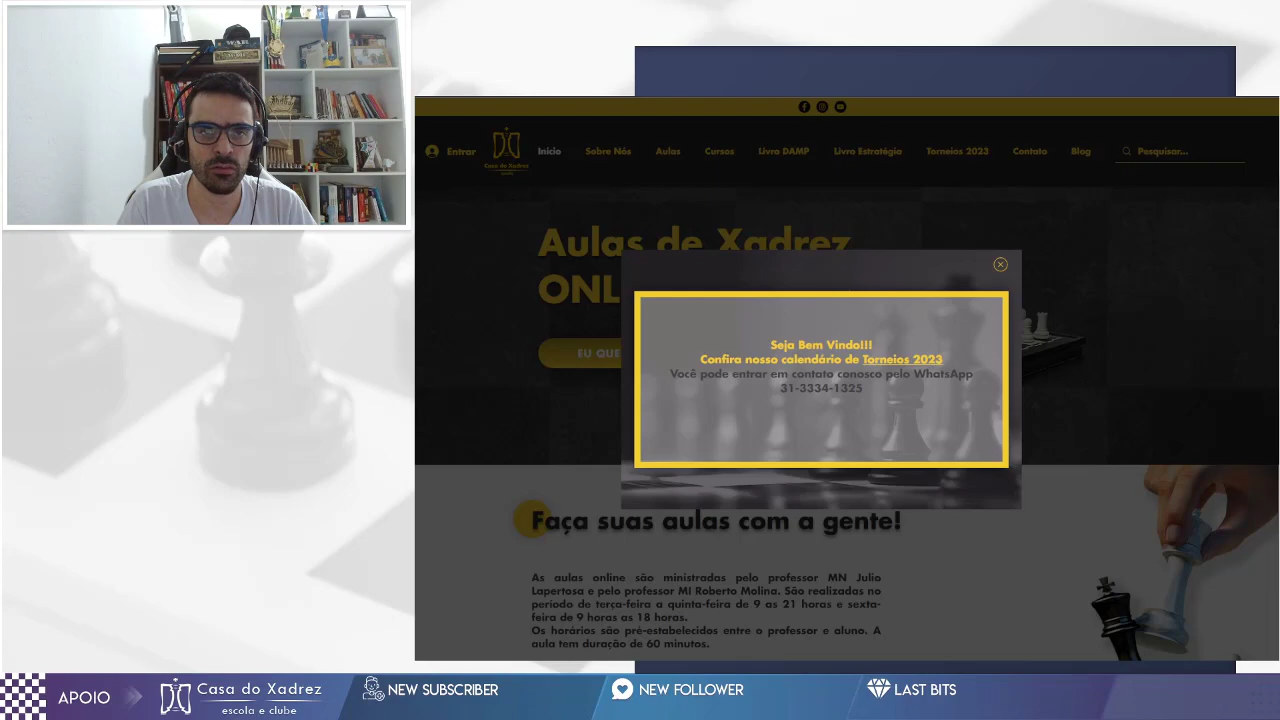 Entrar
Casa do Xadrez
Início
Sobre Nós
Aulas
Cursos
Livro DAMP
Livro Estratégia
Torneios 2023
Contato
Blog
Pesquisar...
Aulas de Xadrez
ONL
EU QUE
Seja Bem Vindo!!!
Confira nosso calendário de Torneios 2023
Você pode entrar em contato conosco pelo WhatsApp
31-3334-1325
Faça suas aulas com a gente!
As aulas online são ministradas pelo professor MN Julio
Lapertosa e pelo professor MI Roberto Molina. São realizadas no
período de terça-feira a quinta-feira de 9 as 21 horas e sexta-
feira de 9 horas as 18 horas.
Os horários são pré-estabelecidos entre o professor e aluno. A
aula tem duração de 60 minutos.
APOIO
Casa do Xadrez
escola e clube
NEW SUBSCRIBER
NEW FOLLOWER
LAST BITS